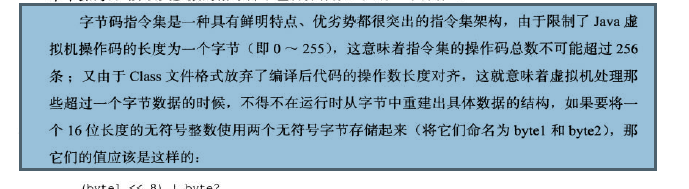 字节码指令集是一种具有鲜明特点、优劣势都很突出的指令集架构，由于限制了 Java 虚
拟机操作码的长度为一个字节（即 0 ～ 255），这意味着指令集的操作码总数不可能超过 256
条；又由于 Class 文件格式放弃了编译后代码的操作数长度对齐，这就意味着虚拟机处理那
些超过一个字节数据的时候，不得不在运行时从字节中重建出具体数据的结构，如果要将一
个 16 位长度的无符号整数使用两个无符号字节存储起来（将它们命名为 byte1 和 byte2），那
它们的值应该是这样的：
(byte1 << 8) | byte2